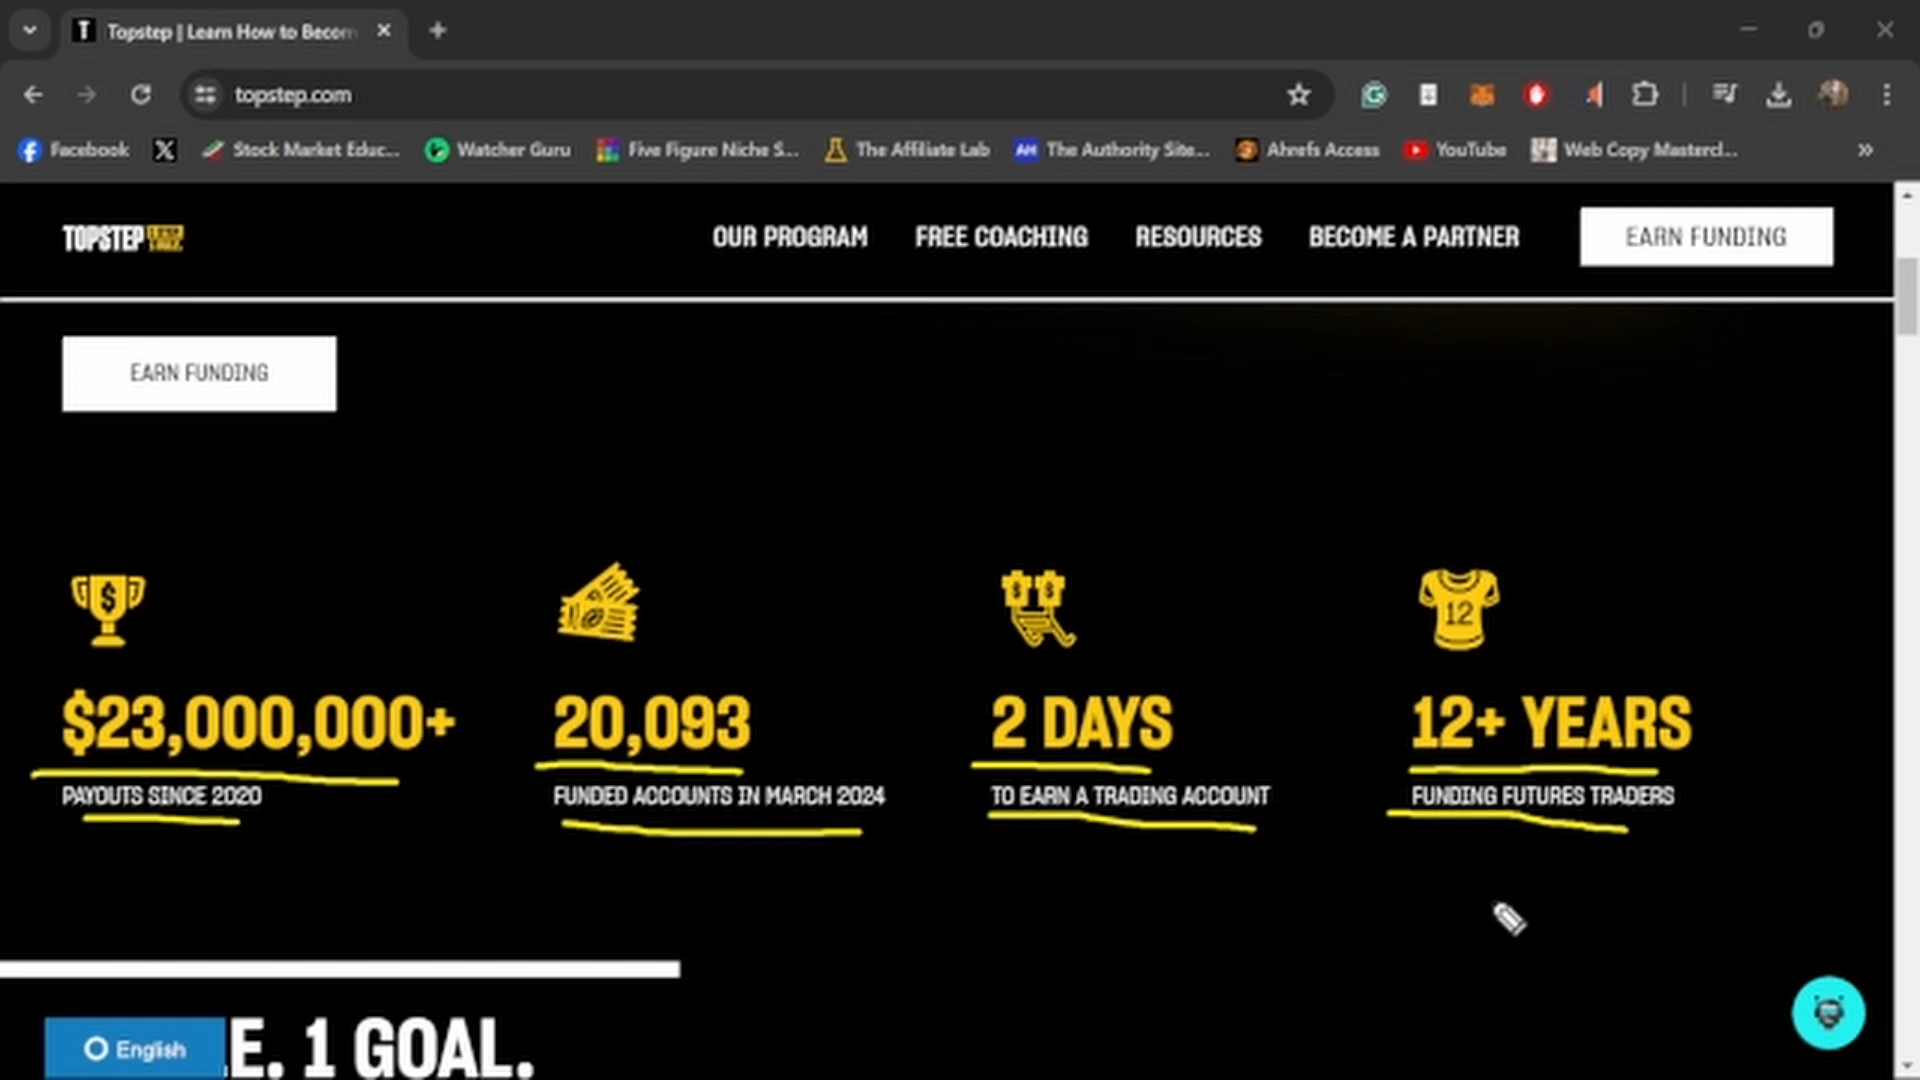 Topstep | Learn How to Becom
topstep.com
Facebook
Stock Market Educ...
Watcher Guru
Five Figure Niche S...
The Affiliate Lab
AH The Authority Site...
Ahrefs Access
YouTube
Web Copy Mastercl...
TOPSTEP
OUR PROGRAM
FREE COACHING
RESOURCES
BECOME A PARTNER
EARN FUNDING
EARN FUNDING
$23,000,000+
PAYOUTS SINCE 2020
20,093
FUNDED ACCOUNTS IN MARCH 2024
2 DAYS
TO EARN A TRADING ACCOUNT
12
12+ YEARS
FUNDING FUTURES TRADERS
English
E. 1 GOAL.